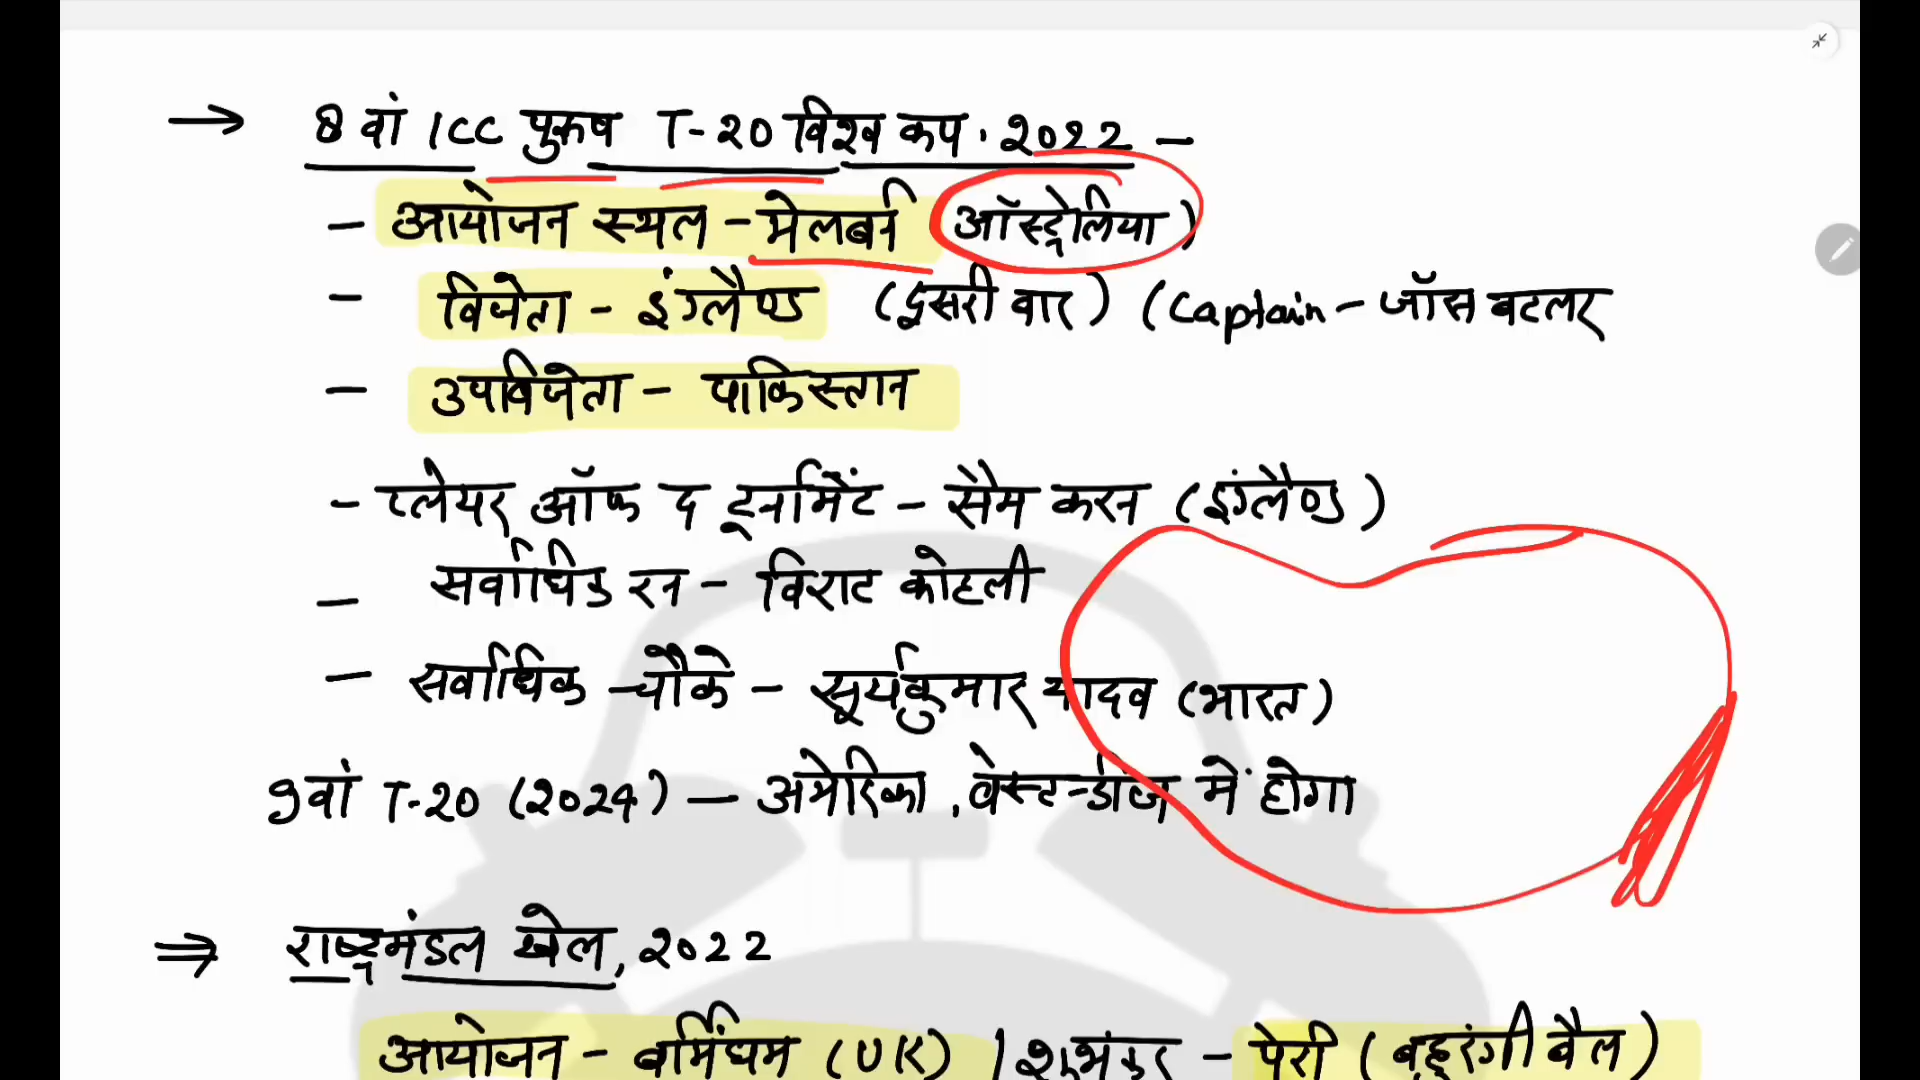 → 8 वां ICC पुरुष T-20 विश्व कप, 2022 –
– आयोजन स्थल – मेलबर्न (ऑस्ट्रेलिया)
– विजेता – इंग्लैण्ड (दुसरी बार) (Captain – जॉस बटलर
– उपविजेता – पाकिस्तान
– प्लेयर ऑफ द टूर्नामेंट – सैम करन (इंग्लैण्ड)
– सर्वाधिक रन – विराट कोहली
– सर्वाधिक चौके – सूर्यकुमार यादव (भारत)
9वां T-20 (2024) – अमेरिका, वेस्टइंडीज में होगा
⇒ राष्ट्रमंडल खेल, 2022
आयोजन – बर्मिंघम (UK) / शुभंकर – पेरी (बहुरंगी बैल)